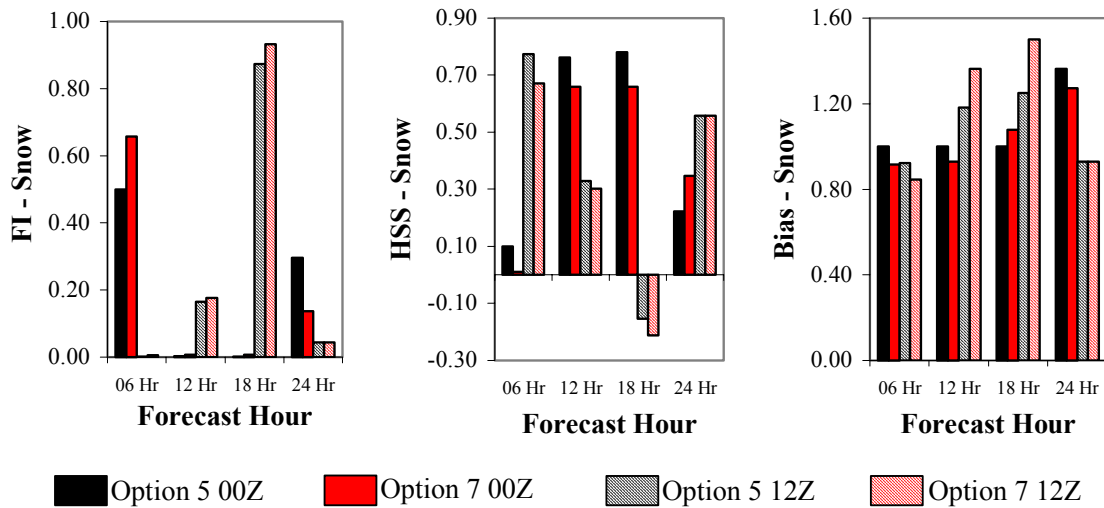 FI - Snow
1.00
0.80
0.60
0.40
0.20
0.00
06 Hr 12 Hr 18 Hr 24 Hr
Forecast Hour
HSS - Snow
0.90
0.70
0.50
0.30
0.10
-0.10
-0.30
06 Hr 12 Hr 18 Hr 24 Hr
Forecast Hour
Bias - Snow
1.60
1.20
0.80
0.40
0.00
06 Hr 12 Hr 18 Hr 24 Hr
Forecast Hour
Option 5 00Z Option 7 00Z Option 5 12Z Option 7 12Z